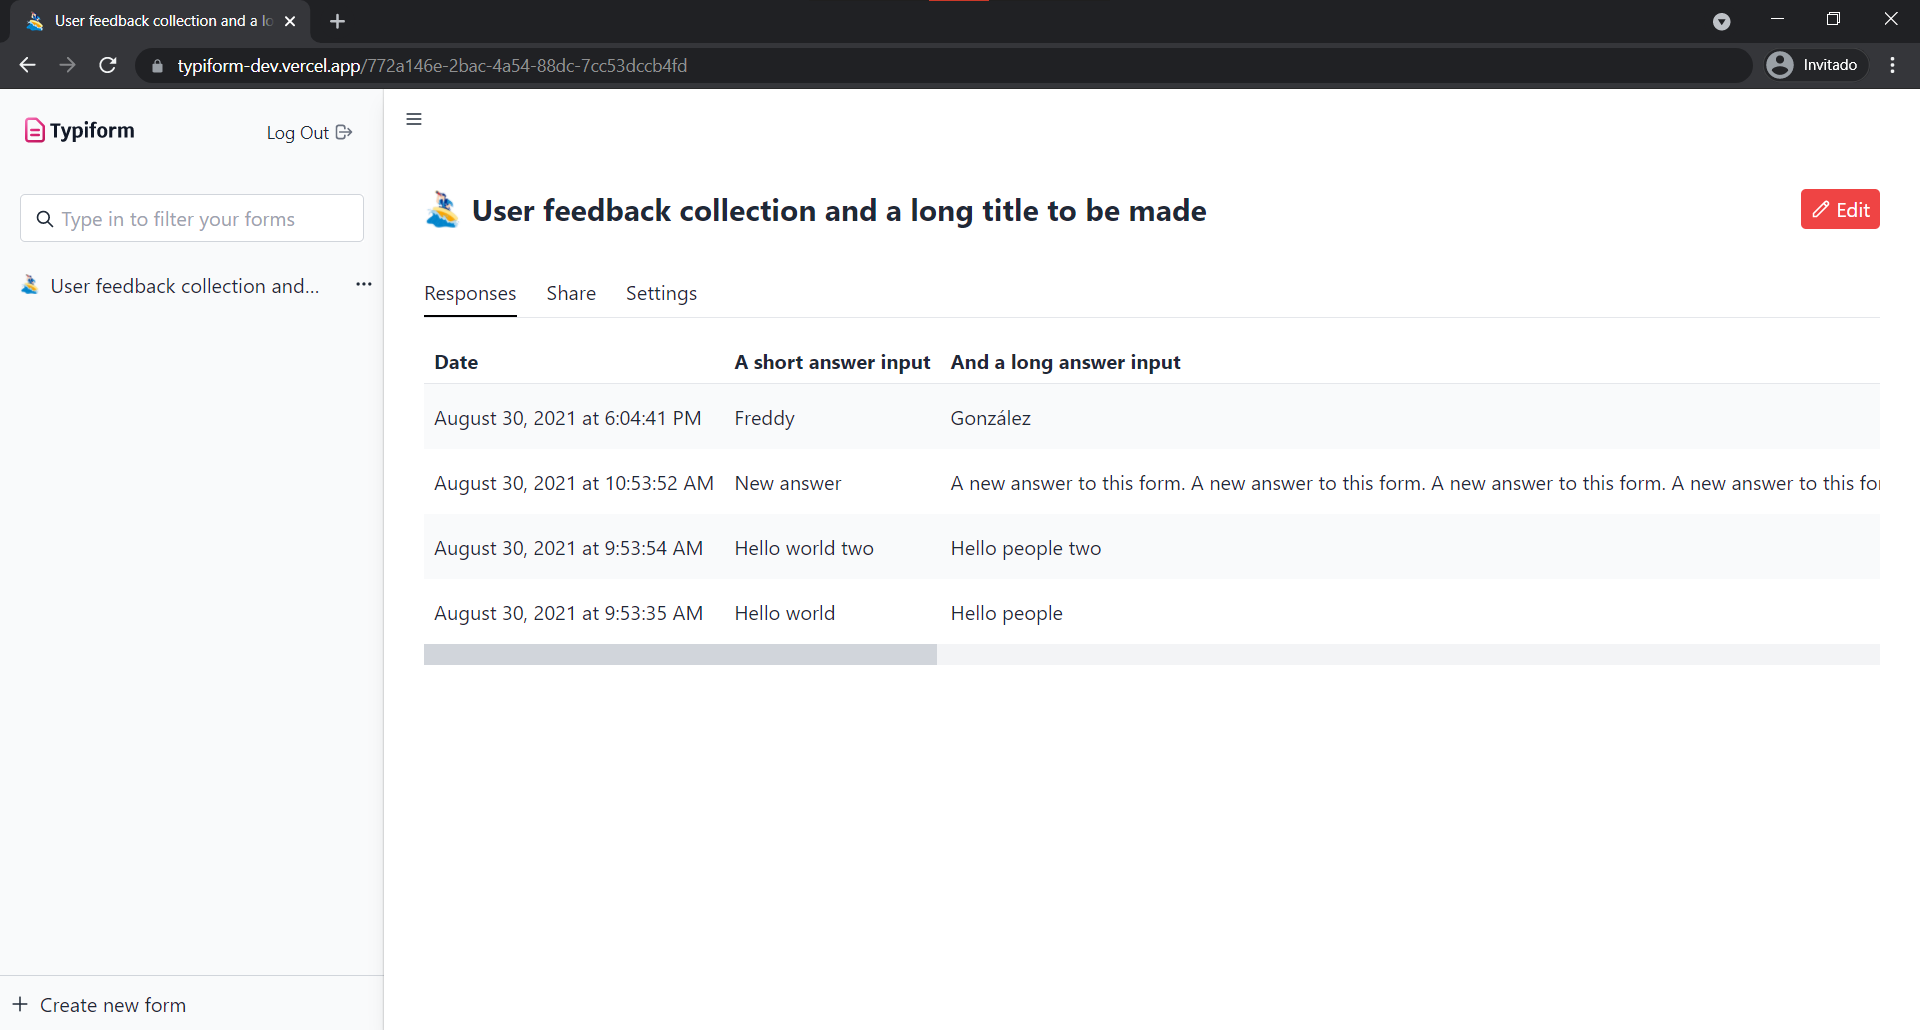 User feedback collection and a lo
typiform-dev.vercel.app/772a146e-2bac-4a54-88dc-7cc53dccb4fd
Invitado
Typiform
Log Out
Type in to filter your forms
User feedback collection and...
Create new form
User feedback collection and a long title to be made
Edit
Responses Share Settings
Date A short answer input And a long answer input
August 30, 2021 at 6:04:41 PM Freddy González
August 30, 2021 at 10:53:52 AM New answer A new answer to this form. A new answer to this form. A new answer to this form. A new answer to this for
August 30, 2021 at 9:53:54 AM Hello world two Hello people two
August 30, 2021 at 9:53:35 AM Hello world Hello people